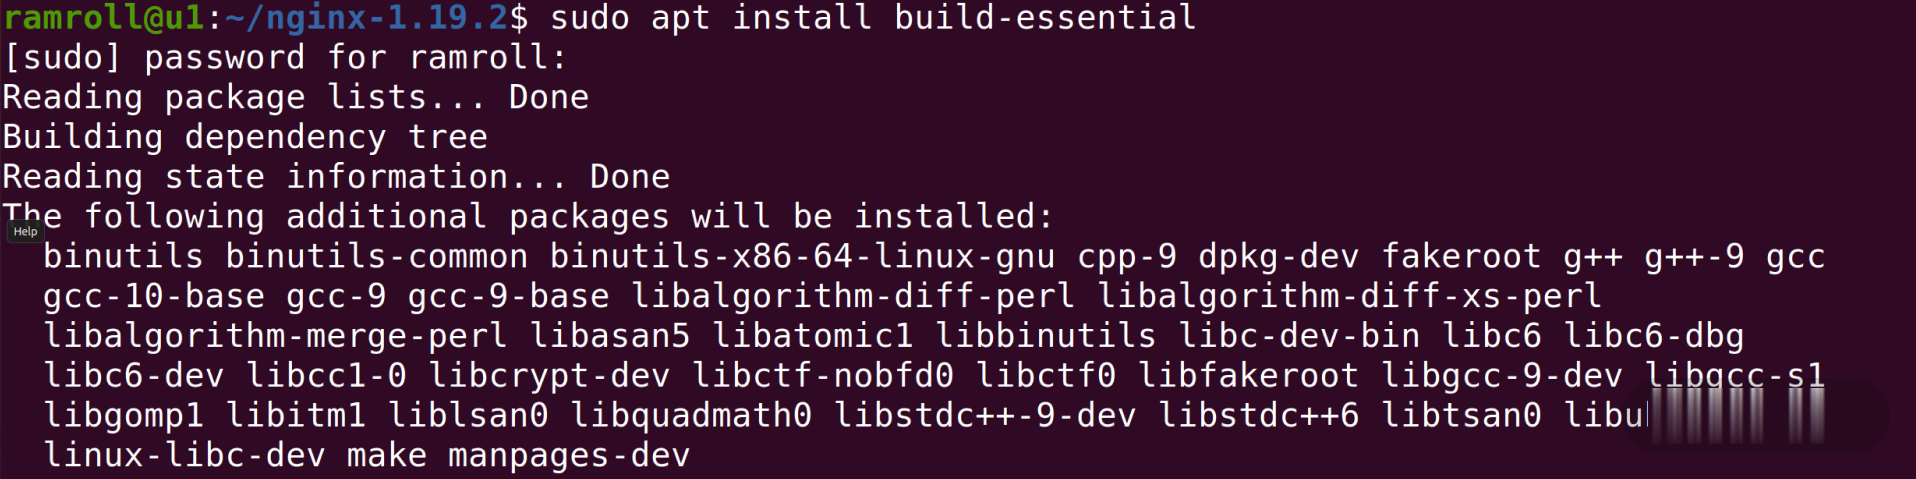 ramroll@u1:~/nginx-1.19.2$ sudo apt install build-essential
[sudo] password for ramroll:
Reading package lists... Done
Building dependency tree
Reading state information... Done
The following additional packages will be installed:
Help
binutils binutils-common binutils-x86-64-linux-gnu cpp-9 dpkg-dev fakeroot g++ g++-9 gcc
gcc-10-base gcc-9 gcc-9-base libalgorithm-diff-perl libalgorithm-diff-xs-perl
libalgorithm-merge-perl libasan5 libatomic1 libbinutils libc-dev-bin libc6 libc6-dbg
libc6-dev libcc1-0 libcrypt-dev libctf-nobfd0 libctf0 libfakeroot libgcc-9-dev libgcc-s1
libgomp1 libitm1 liblsan0 libquadmath0 libstdc++-9-dev libstdc++6 libtsan0
linux-libc-dev make manpages-dev